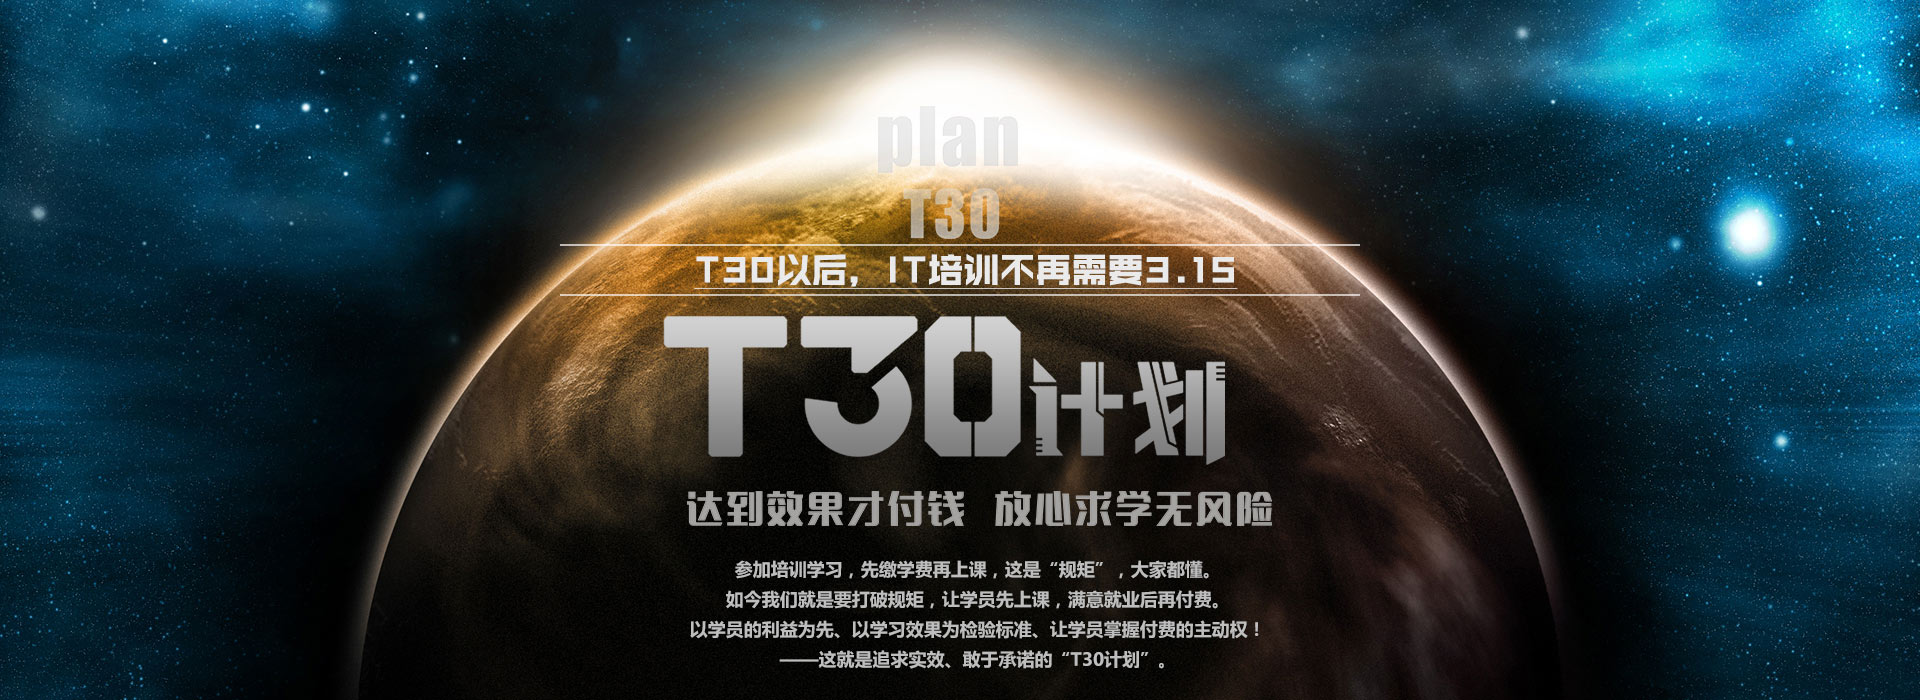 plan
T30
T30以后，IT培训不再需要3.15
T30计划
达到效果才付钱 放心求学无风险
参加培训学习，先缴学费再上课，这是“规矩”，大家都懂。
如今我们就是要打破规矩，让学员先上课，满意就业后再付费。
以学员的利益为先、以学习效果为检验标准、让学员掌握付费的主动权！
——这就是追求实效、敢于承诺的“T30计划”。